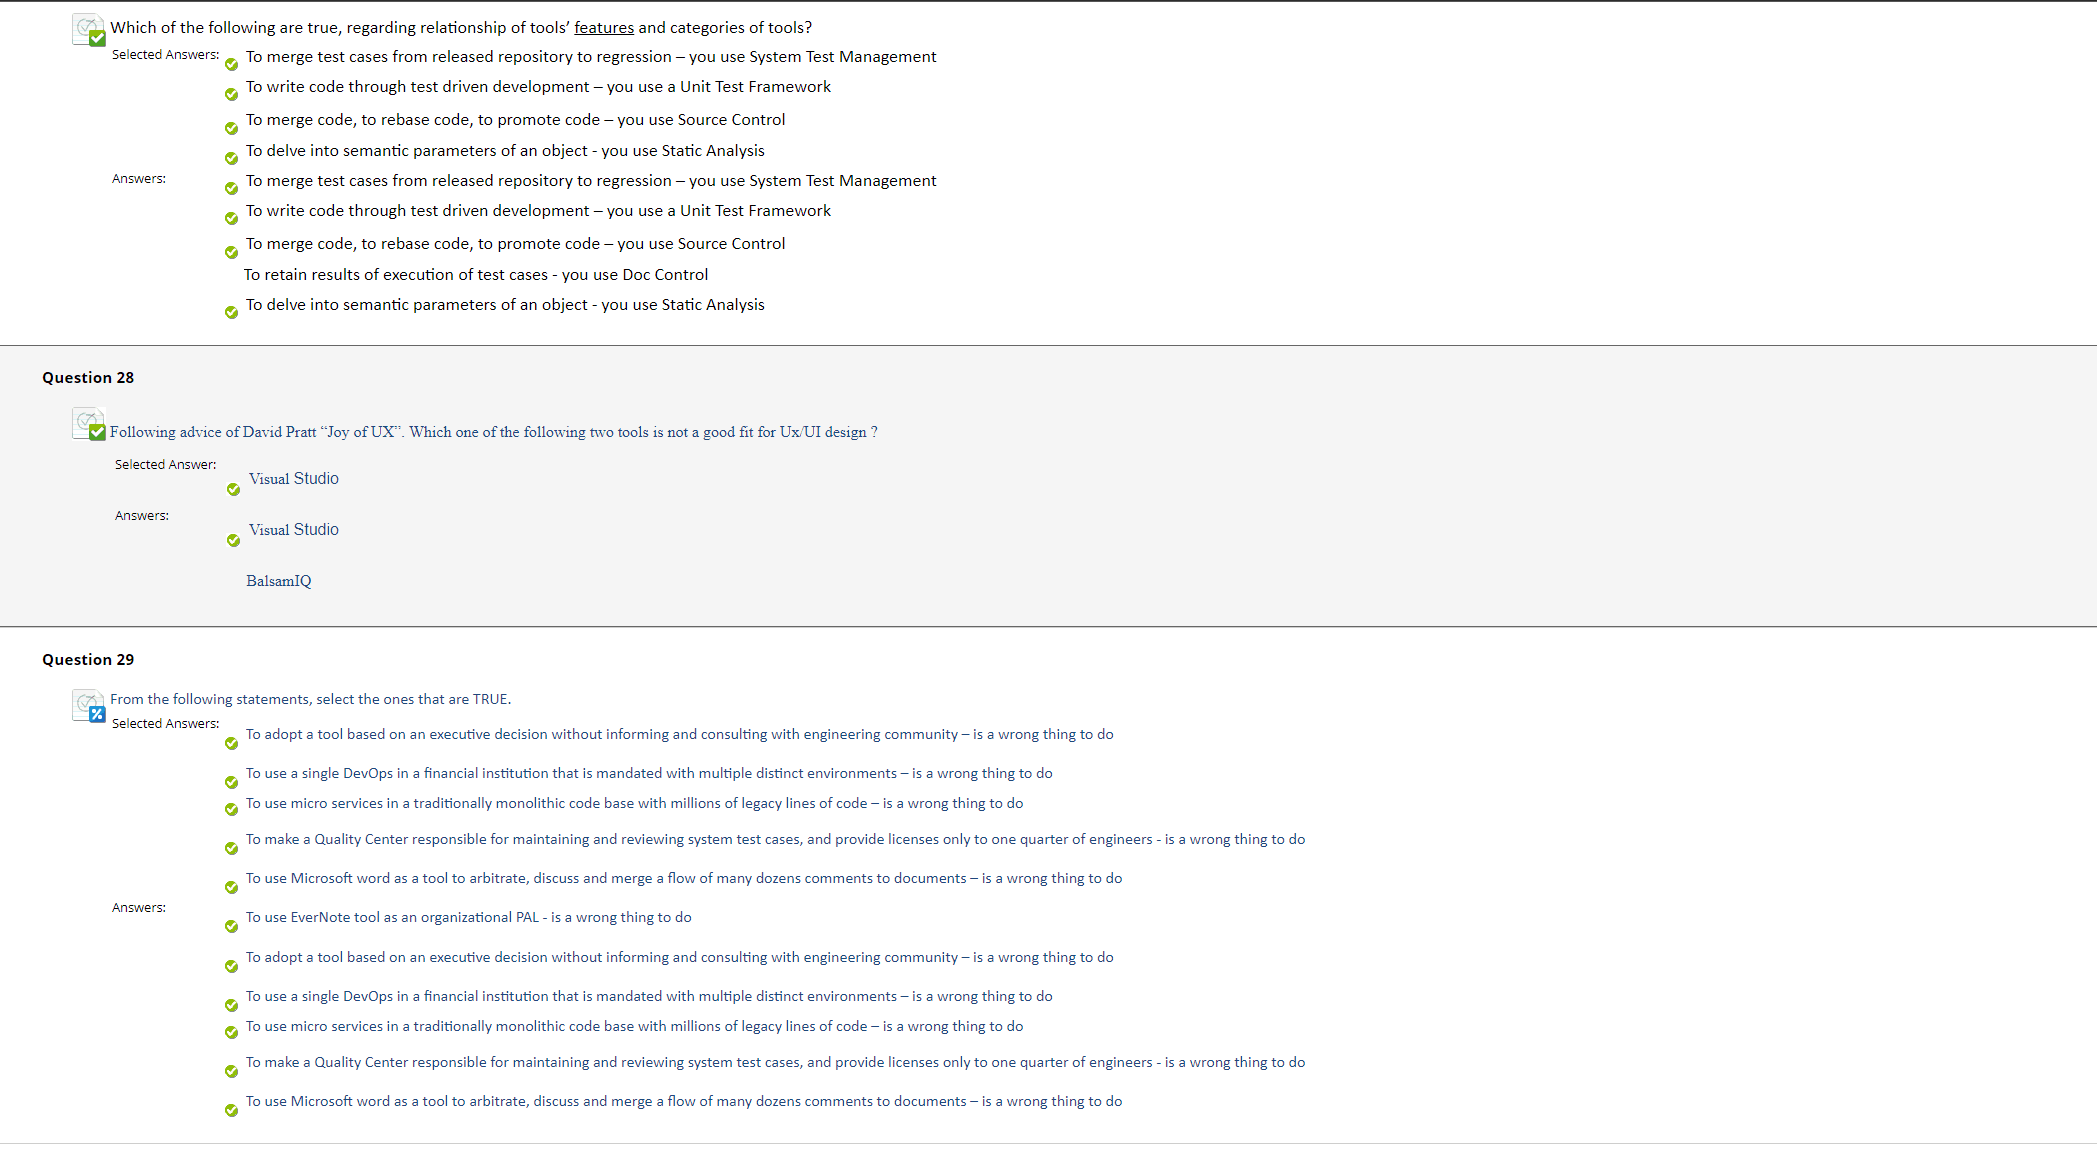 Which of the following are true, regarding relationship of tools’ features and categories of tools?
Selected Answers:
To merge test cases from released repository to regression – you use System Test Management
To write code through test driven development – you use a Unit Test Framework
To merge code, to rebase code, to promote code – you use Source Control
To delve into semantic parameters of an object - you use Static Analysis
Answers:
To merge test cases from released repository to regression – you use System Test Management
To write code through test driven development – you use a Unit Test Framework
To merge code, to rebase code, to promote code – you use Source Control
To retain results of execution of test cases - you use Doc Control
To delve into semantic parameters of an object - you use Static Analysis
Question 28
Following advice of David Pratt “Joy of UX”. Which one of the following two tools is not a good fit for Ux/UI design ?
Selected Answer:
Visual Studio
Answers:
Visual Studio
BalsamIQ
Question 29
From the following statements, select the ones that are TRUE.
Selected Answers:
To adopt a tool based on an executive decision without informing and consulting with engineering community – is a wrong thing to do
To use a single DevOps in a financial institution that is mandated with multiple distinct environments – is a wrong thing to do
To use micro services in a traditionally monolithic code base with millions of legacy lines of code – is a wrong thing to do
To make a Quality Center responsible for maintaining and reviewing system test cases, and provide licenses only to one quarter of engineers - is a wrong thing to do
To use Microsoft word as a tool to arbitrate, discuss and merge a flow of many dozens comments to documents – is a wrong thing to do
Answers:
To use EverNote tool as an organizational PAL - is a wrong thing to do
To adopt a tool based on an executive decision without informing and consulting with engineering community – is a wrong thing to do
To use a single DevOps in a financial institution that is mandated with multiple distinct environments – is a wrong thing to do
To use micro services in a traditionally monolithic code base with millions of legacy lines of code – is a wrong thing to do
To make a Quality Center responsible for maintaining and reviewing system test cases, and provide licenses only to one quarter of engineers - is a wrong thing to do
To use Microsoft word as a tool to arbitrate, discuss and merge a flow of many dozens comments to documents – is a wrong thing to do